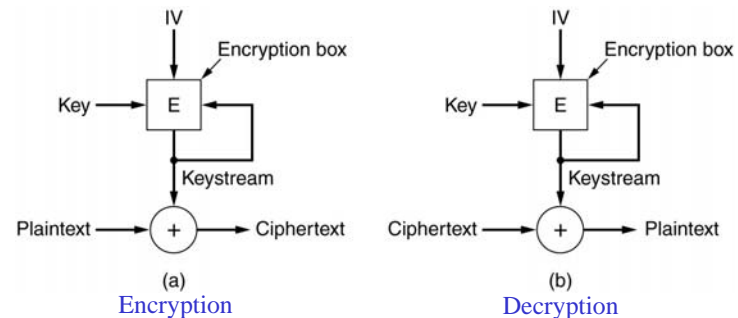 IV
Encryption box
Key
E
Keystream
Plaintext
+
Ciphertext
(a)
Encryption
IV
Encryption box
Key
E
Keystream
Ciphertext
+
Plaintext
(b)
Decryption